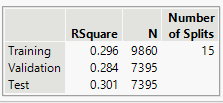 Number
RSquare N of Splits
Training 0.296 9860 15
Validation 0.284 7395
Test 0.301 7395